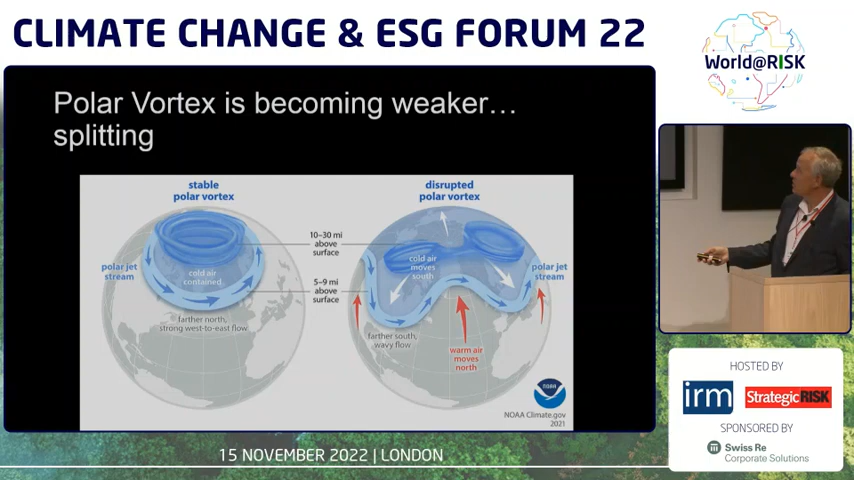 CLIMATE CHANGE & ESG FORUM 22
World@RISK
Polar Vortex is becoming weaker…
splitting
stable
polar vortex
disrupted
polar vortex
10-30 mi
above
surface
polar jet
stream
cold air
contained
cold air
moves
south
polar jet
stream
5-9 mi
above
surface
farther north,
strong west-to-east flow
farther south,
wavy flow
warm air
moves
north
NOAA
NOAA Climate.gov
2021
HOSTED BY
irm
StrategicRISK
SPONSORED BY
Swiss Re
Corporate Solutions
15 NOVEMBER 2022 | LONDON